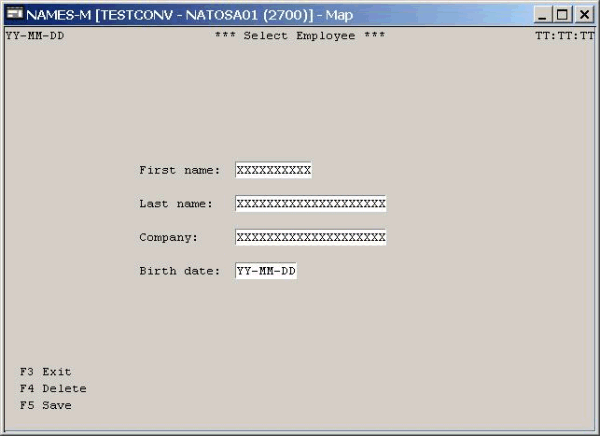 NAMES-M [TESTCONV - NATOSA01 (2700)] - Map
YY-MM-DD *** Select Employee *** TT:TT:TT
First name: XXXXXXXXXX
Last name: XXXXXXXXXXXXXXXXXXXX
Company: XXXXXXXXXXXXXXXXXXXX
Birth date: YY-MM-DD
F3 Exit
F4 Delete
F5 Save